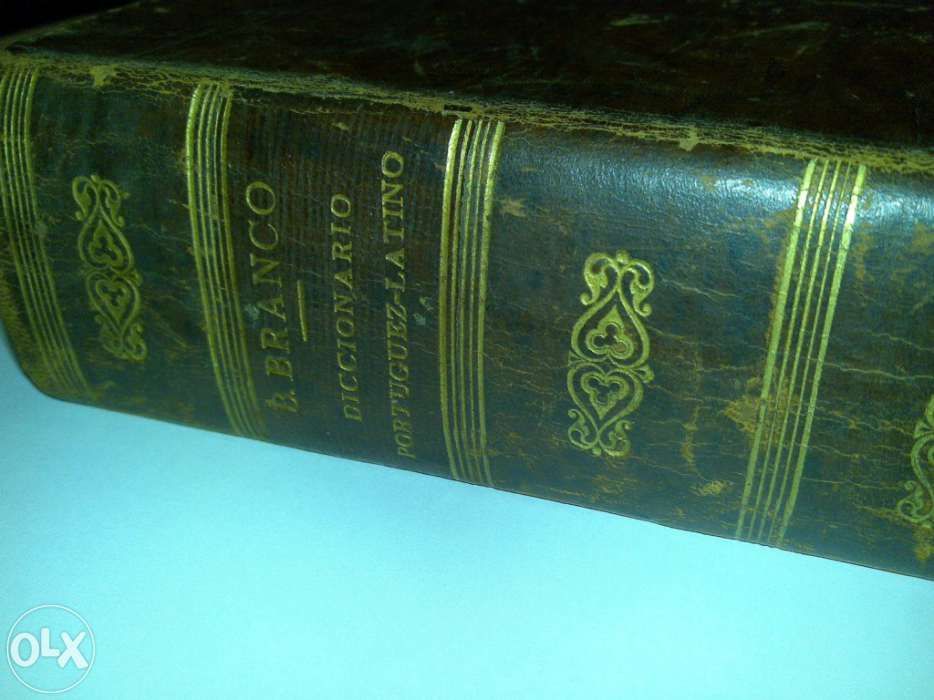 BRANCO
DICCIONARIO
PORTUGUEZ-LATINO
OLX